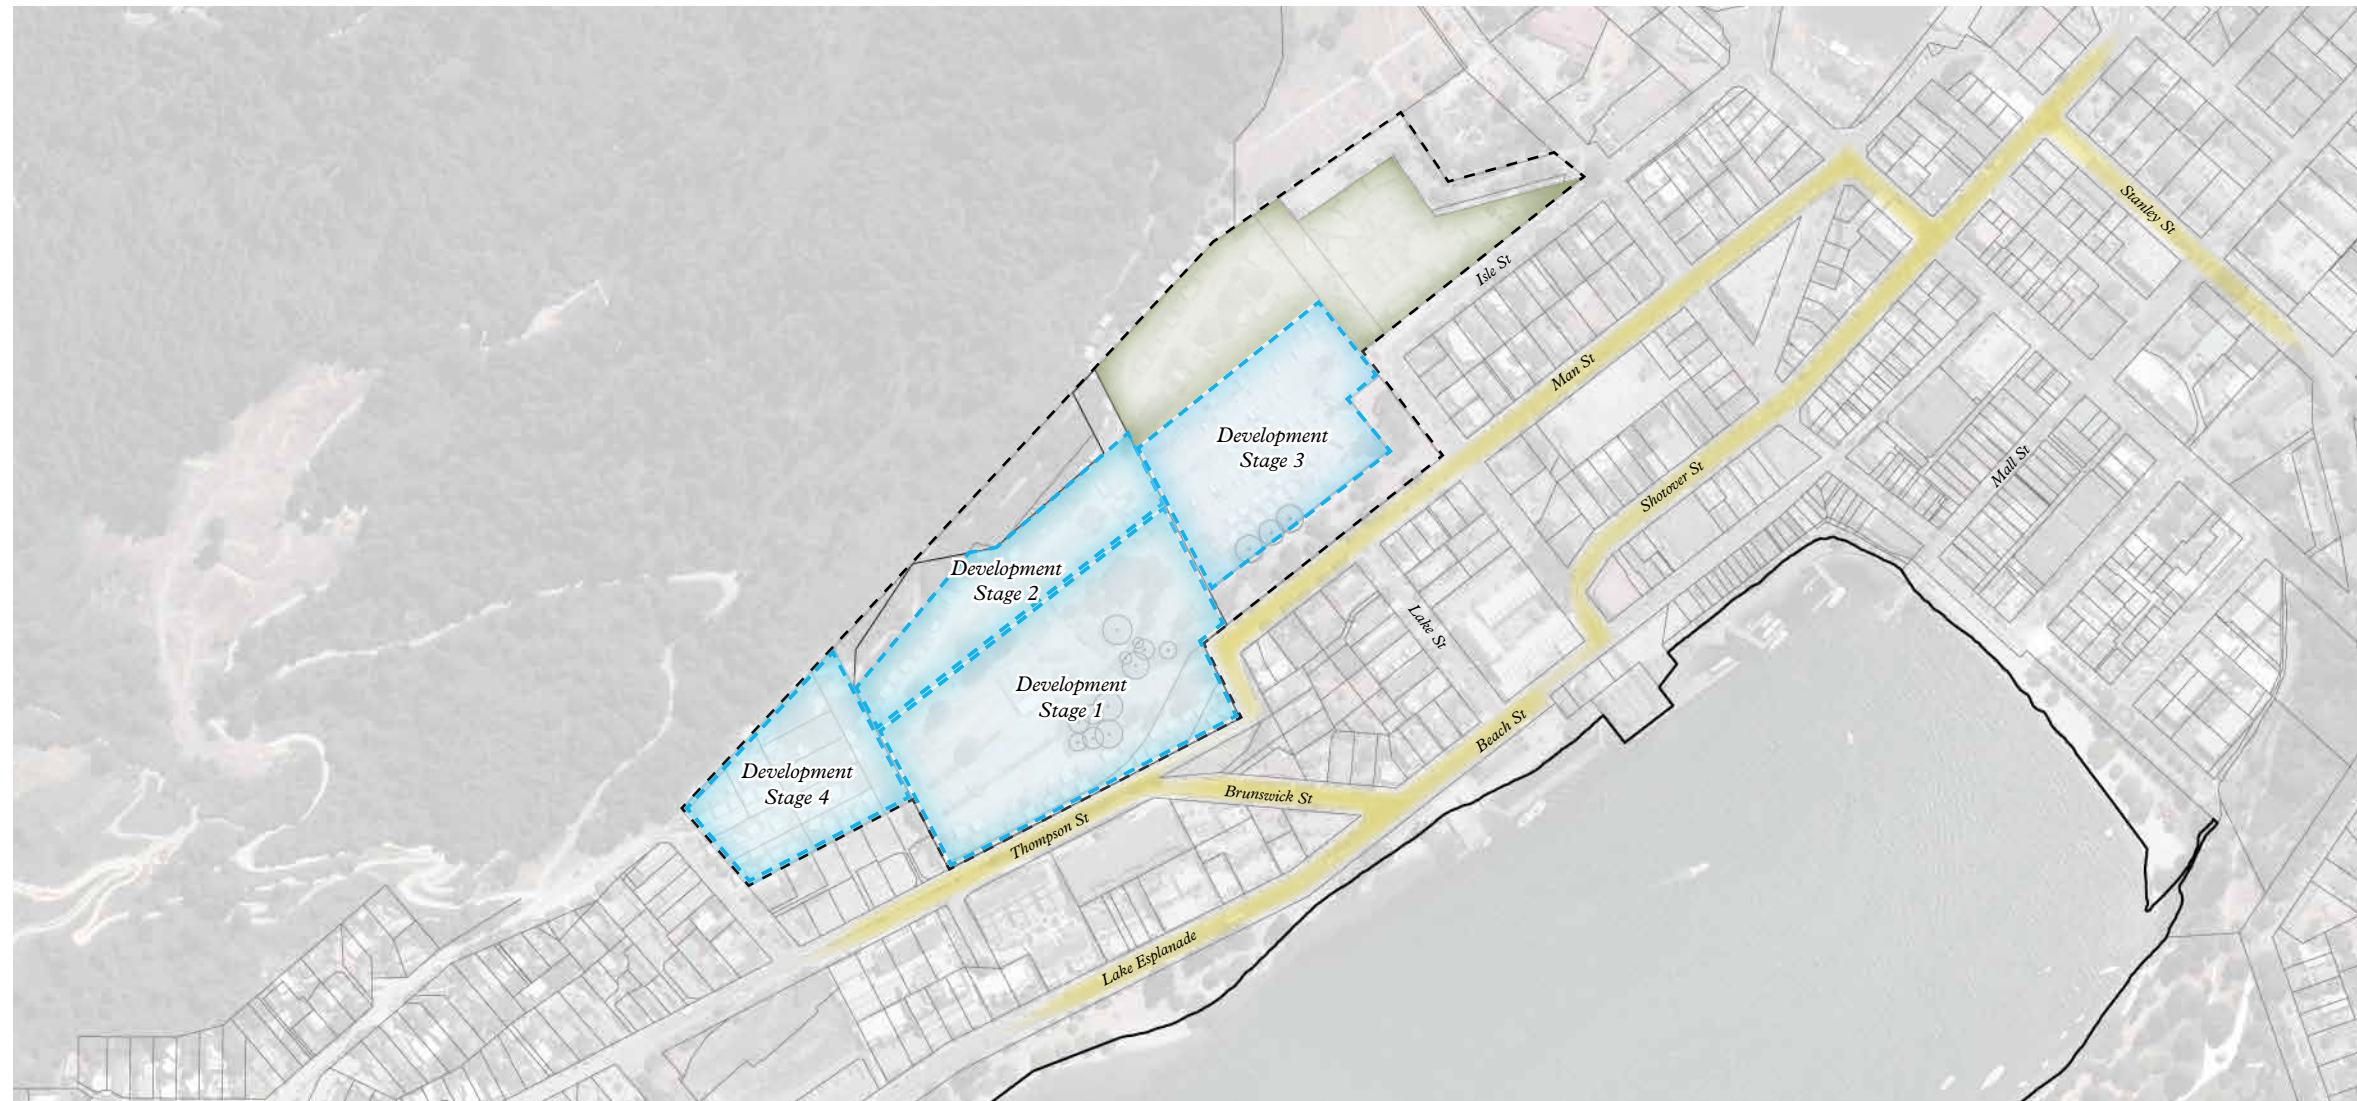 Stanley St
Isle St
Man St
Development
Stage 3
Mall St
Shotover St
Development
Stage 2
Lake St
Development
Stage 1
Beach St
Development
Stage 4
Brunswick St
Thompson St
Lake Esplanade